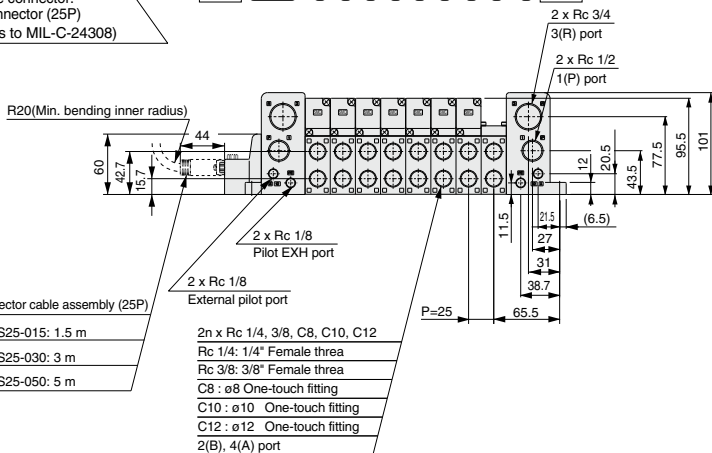 nnector (25P)
s to MIL-C-24308)
2 x Rc 3/4
3(R) port
2 x Rc 1/2
1(P) port
R20(Min. bending inner radius)
44
60
42.7
15.7
12
20.5
43.5
77.5
95.5
101
11.5
21.5
(6.5)
27
31
38.7
P=25
65.5
2 x Rc 1/8
Pilot EXH port
2 x Rc 1/8
External pilot port
ector cable assembly (25P)
S25-015: 1.5 m
S25-030: 3 m
S25-050: 5 m
2n x Rc 1/4, 3/8, C8, C10, C12
Rc 1/4: 1/4" Female threa
Rc 3/8: 3/8" Female threa
C8 : ø8 One-touch fitting
C10 : ø10 One-touch fitting
C12 : ø12 One-touch fitting
2(B), 4(A) port